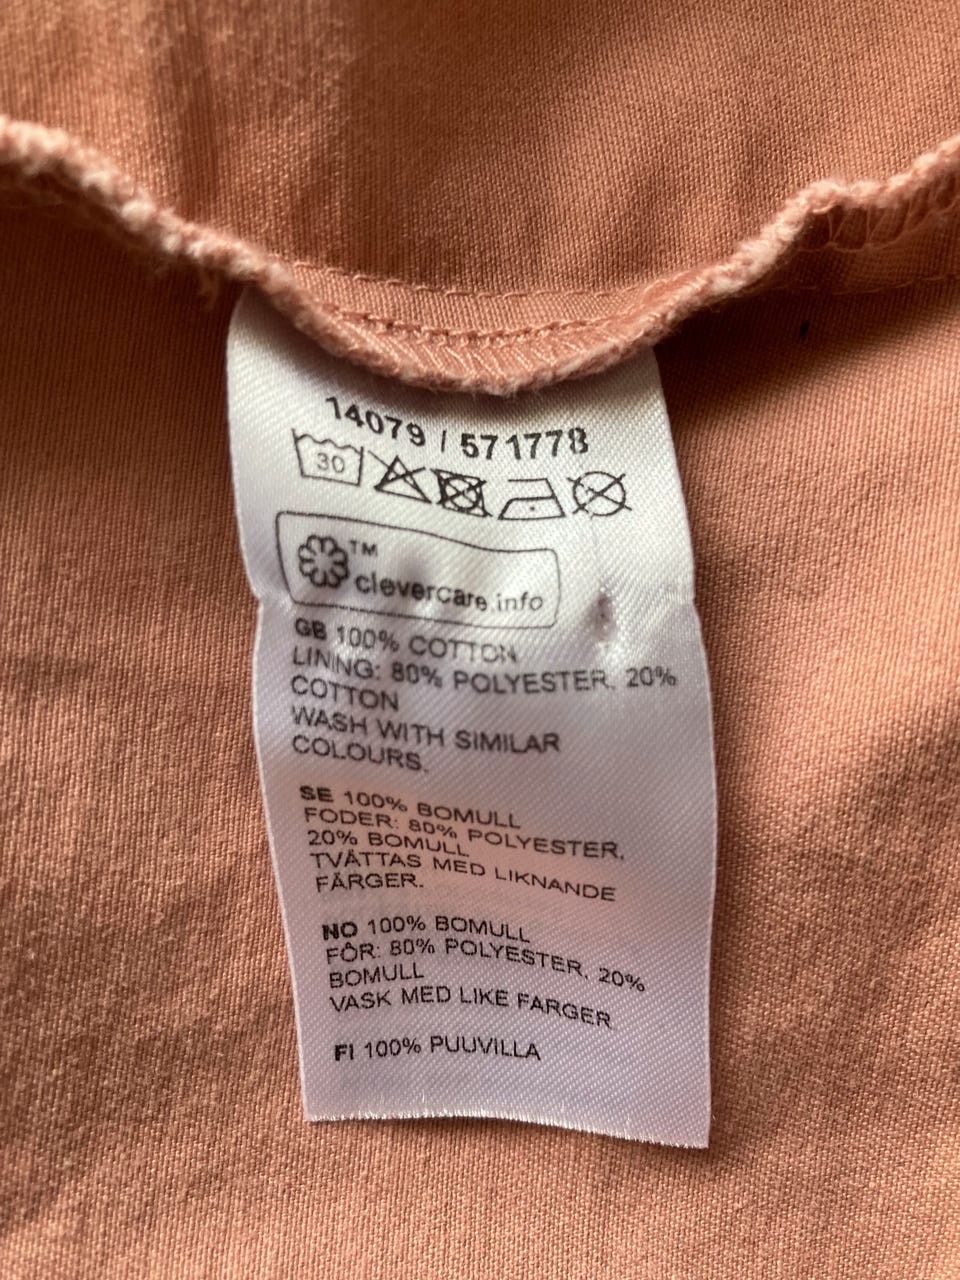 14079 / 571778
30
TM
clevercare.info
GB 100% COTTON
LINING: 80% POLYESTER, 20%
COTTON
WASH WITH SIMILAR
COLOURS.
SE 100% BOMULL
FODER: 80% POLYESTER,
20% BOMULL
TVÄTTAS MED LIKNANDE
FÄRGER.
NO 100% BOMULL
FÔR: 80% POLYESTER, 20%
BOMULL
VASK MED LIKE FARGER
FI 100% PUUVILLA